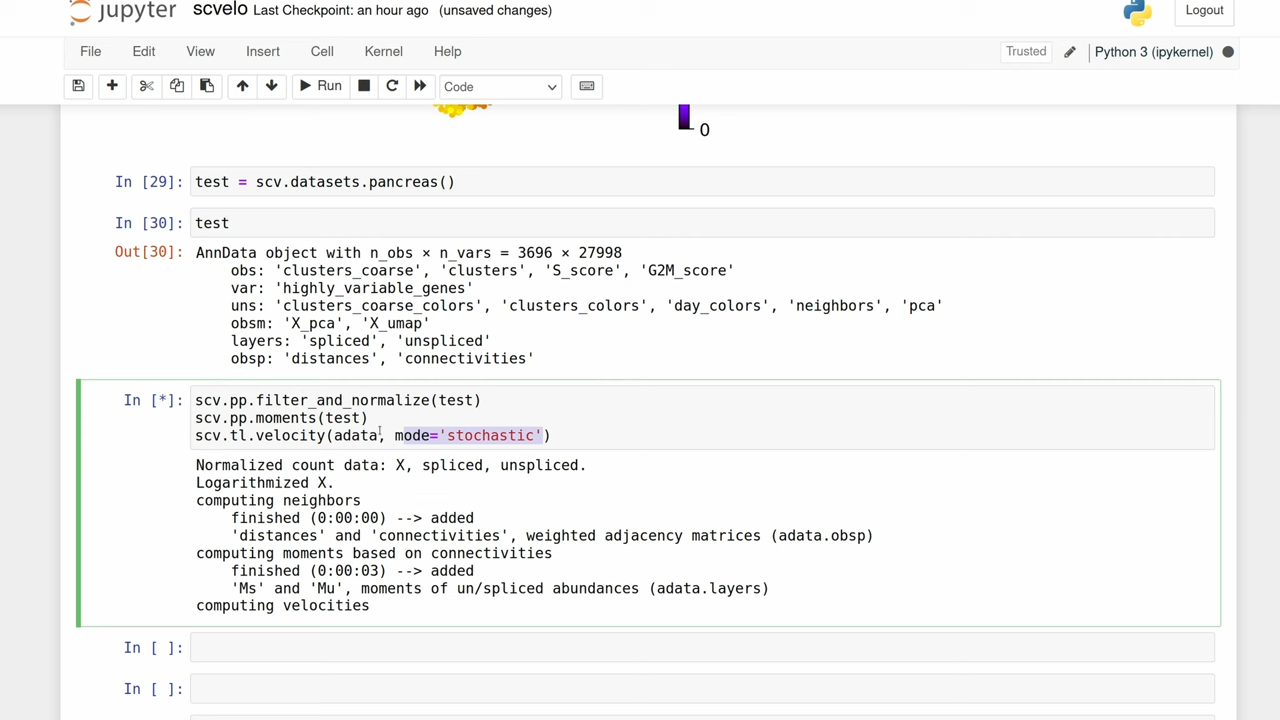 jupyter scvelo Last Checkpoint: an hour ago (unsaved changes) Logout
File Edit View Insert Cell Kernel Help Trusted Python 3 (ipykernel)
Run Code
0
In [29]: test = scv.datasets.pancreas()
In [30]: test
Out[30]: AnnData object with n_obs × n_vars = 3696 × 27998
obs: 'clusters_coarse', 'clusters', 'S_score', 'G2M_score'
var: 'highly_variable_genes'
uns: 'clusters_coarse_colors', 'clusters_colors', 'day_colors', 'neighbors', 'pca'
obsm: 'X_pca', 'X_umap'
layers: 'spliced', 'unspliced'
obsp: 'distances', 'connectivities'
In [*]: scv.pp.filter_and_normalize(test)
scv.pp.moments(test)
scv.tl.velocity(adata, mode='stochastic')
Normalized count data: X, spliced, unspliced.
Logarithmized X.
computing neighbors
finished (0:00:00) --> added
'distances' and 'connectivities', weighted adjacency matrices (adata.obsp)
computing moments based on connectivities
finished (0:00:03) --> added
'Ms' and 'Mu', moments of un/spliced abundances (adata.layers)
computing velocities
In [ ]:
In [ ]: